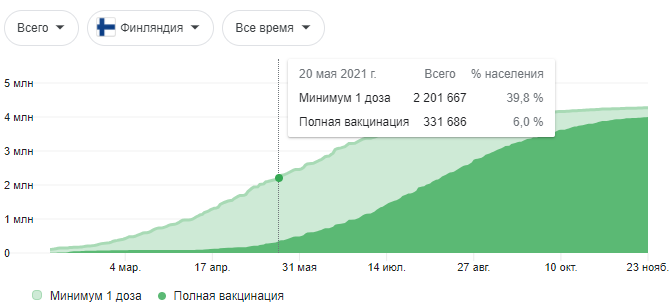 Всего Финляндия Все время
20 мая 2021 г. Всего % населения
Минимум 1 доза 2 201 667 39,8 %
Полная вакцинация 331 686 6,0 %
5 млн
4 млн
3 млн
2 млн
1 млн
0
4 мар. 17 апр. 31 мая 14 июл. 27 авг. 10 окт. 23 нояб.
Минимум 1 доза Полная вакцинация